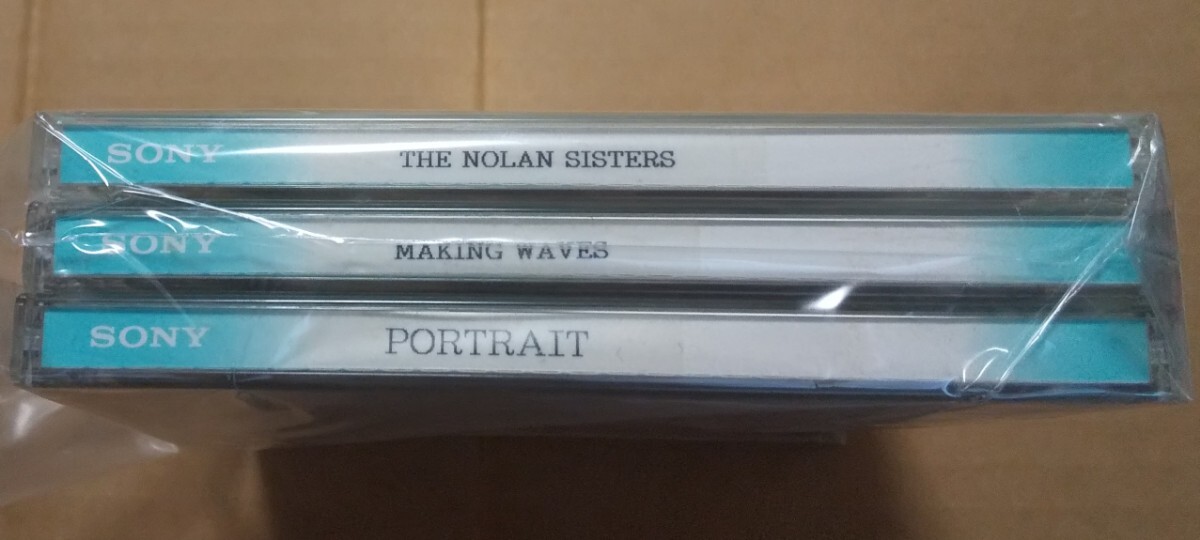 SONY THE NOLAN SISTERS
SONY MAKING WAVES
SONY PORTRAIT